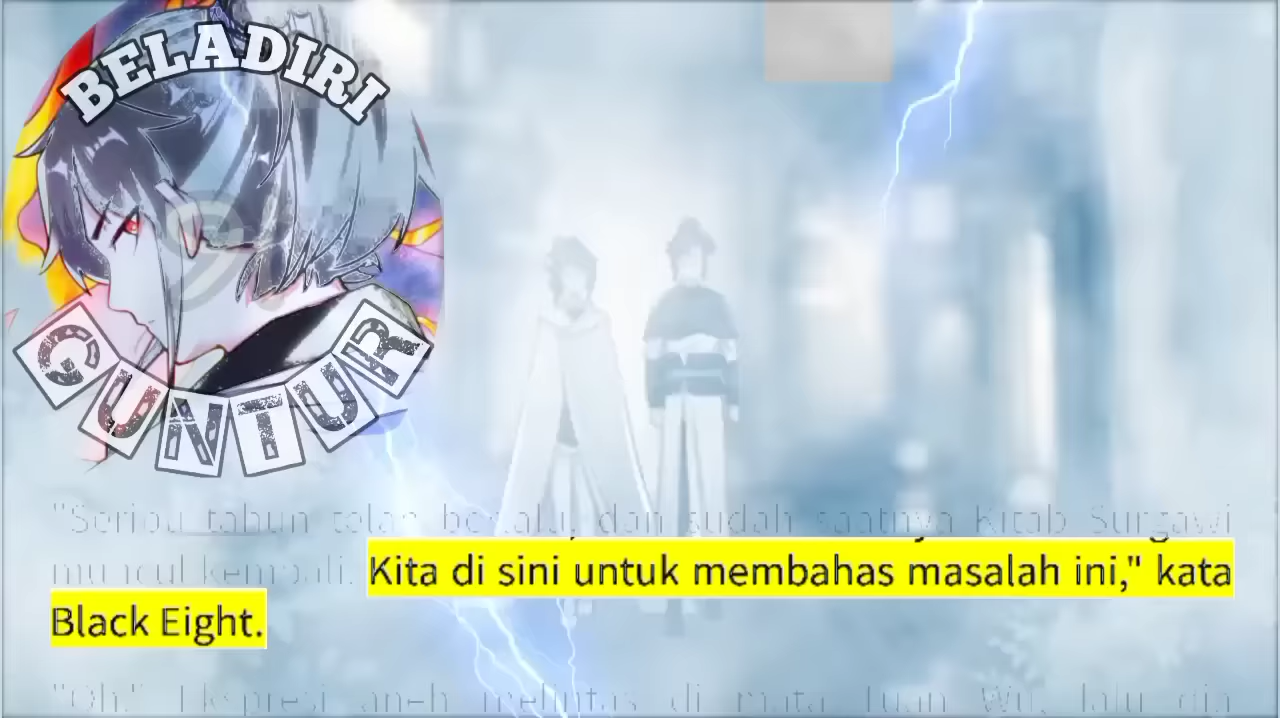 BELADIRI
GUNTUR
"Seribu tahun telah berlalu, dan sudah saatnya Kitab Surgawi
muncul kembali. Kita di sini untuk membahas masalah ini," kata
Black Eight.
"Oh." Ekspresi aneh melintas di mata Tuan Wu, lalu dia